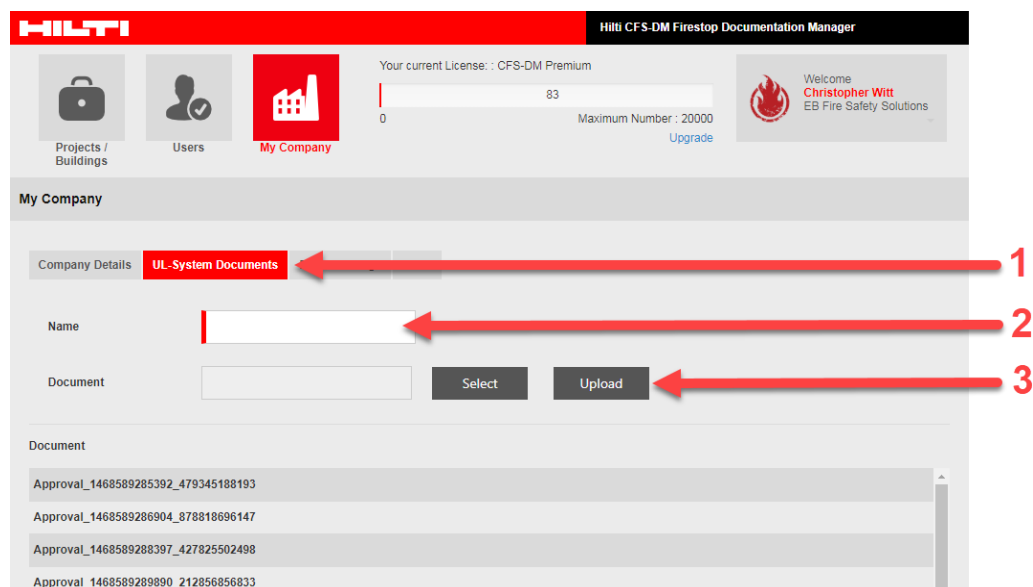 HILTI
Hilti CFS-DM Firestop Documentation Manager
Your current License: : CFS-DM Premium
83
0
Maximum Number : 20000
Upgrade
Welcome
Christopher Witt
EB Fire Safety Solutions
Projects /
Buildings
Users
My Company
My Company
Company Details
UL-System Documents
1
Name
2
Document
Select
Upload
3
Document
Approval_1468589285392_479345188193
Approval_1468589286904_878818696147
Approval_1468589288397_427825502498
Approval_1468589289890_212856856833